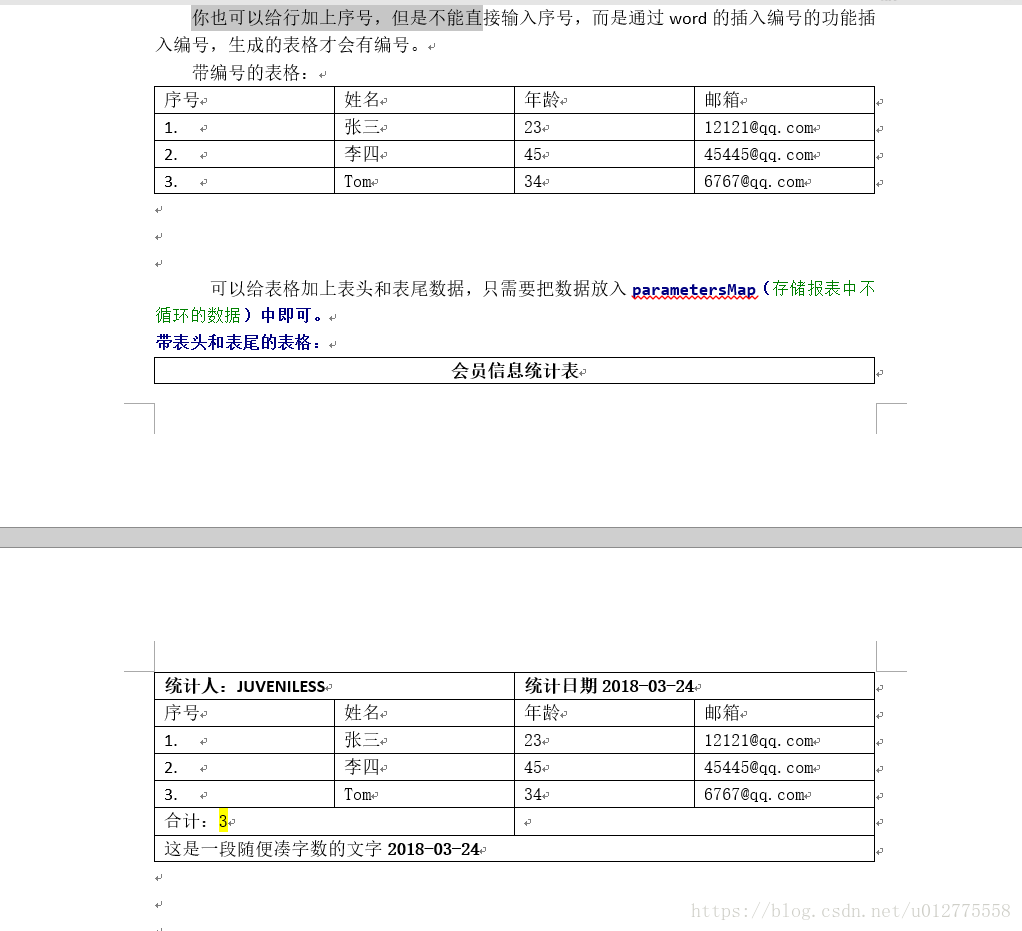 你也可以给行加上序号，但是不能直接输入序号，而是通过 word 的插入编号的功能插
入编号，生成的表格才会有编号。
带编号的表格：
序号 姓名 年龄 邮箱
1. 张三 23 12121@qq.com
2. 李四 45 45445@qq.com
3. Tom 34 6767@qq.com
可以给表格加上表头和表尾数据，只需要把数据放入 parametersMap（存储报表中不
循环的数据）中即可。
带表头和表尾的表格：
会员信息统计表
统计人：JUVENILESS 统计日期 2018-03-24
序号 姓名 年龄 邮箱
1. 张三 23 12121@qq.com
2. 李四 45 45445@qq.com
3. Tom 34 6767@qq.com
合计：3
这是一段随便凑字数的文字 2018-03-24
https://blog.csdn.net/u012775558